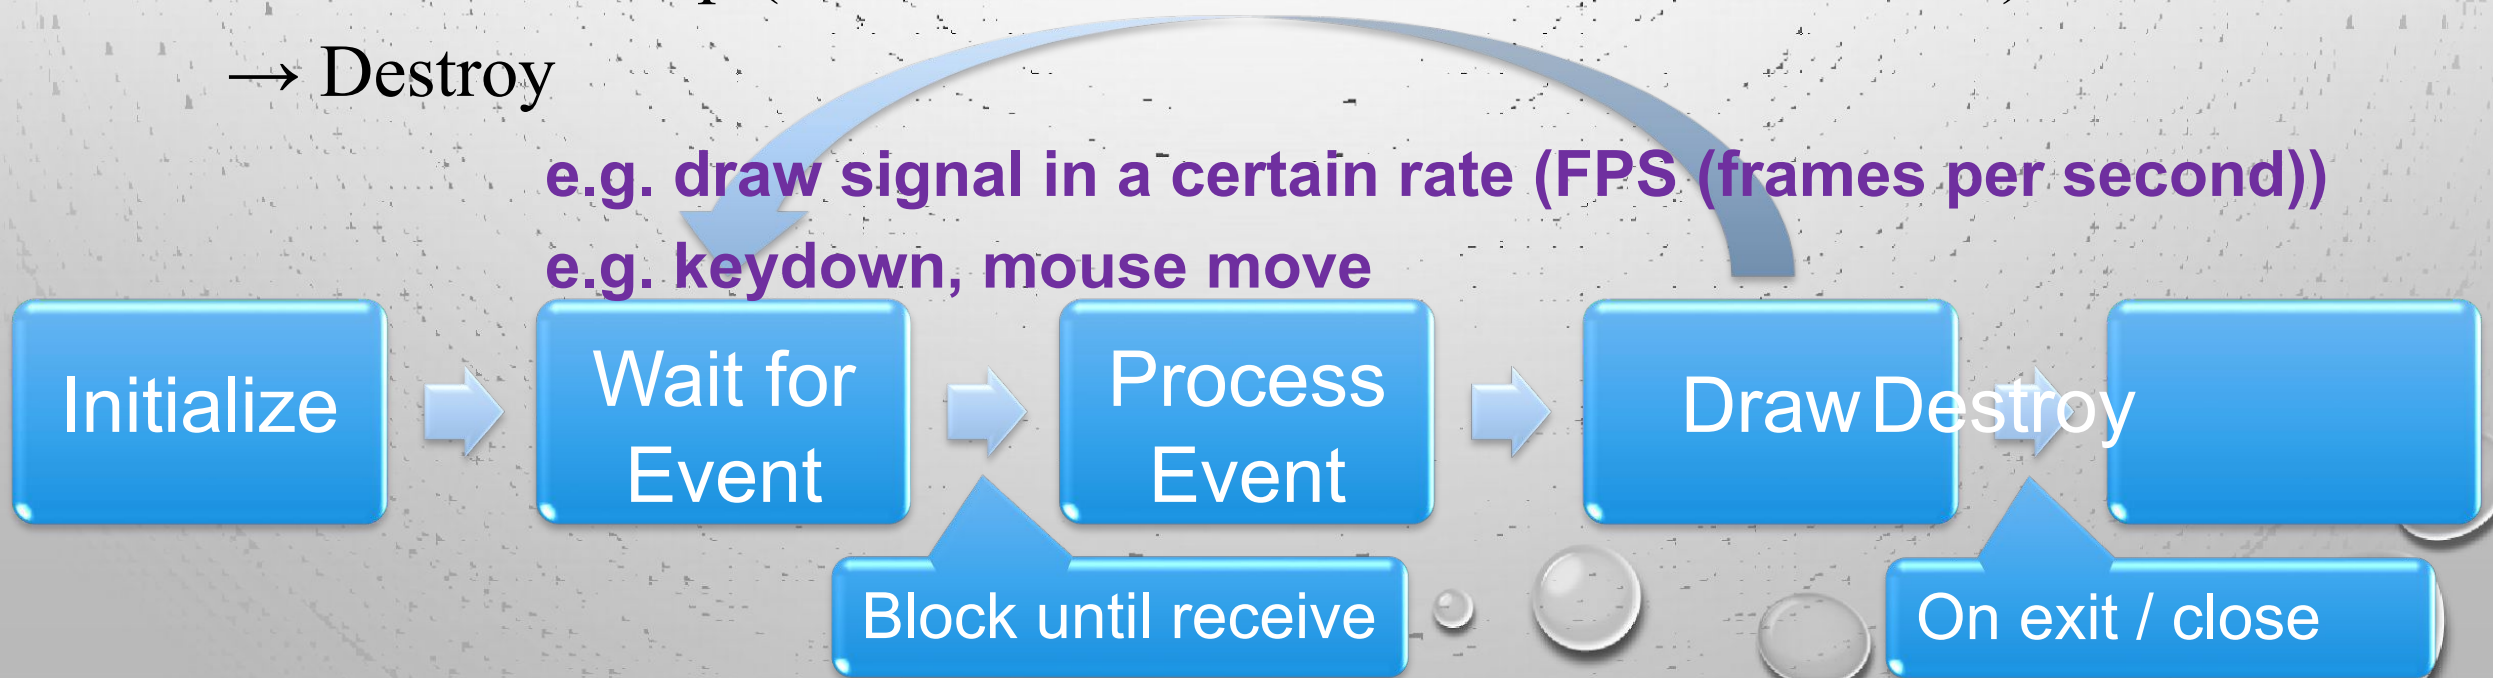 → Destroy
e.g. draw signal in a certain rate (FPS (frames per second))
e.g. keydown, mouse move
Initialize
Wait for
Event
Process
Event
Draw
Destroy
Block until receive
On exit / close